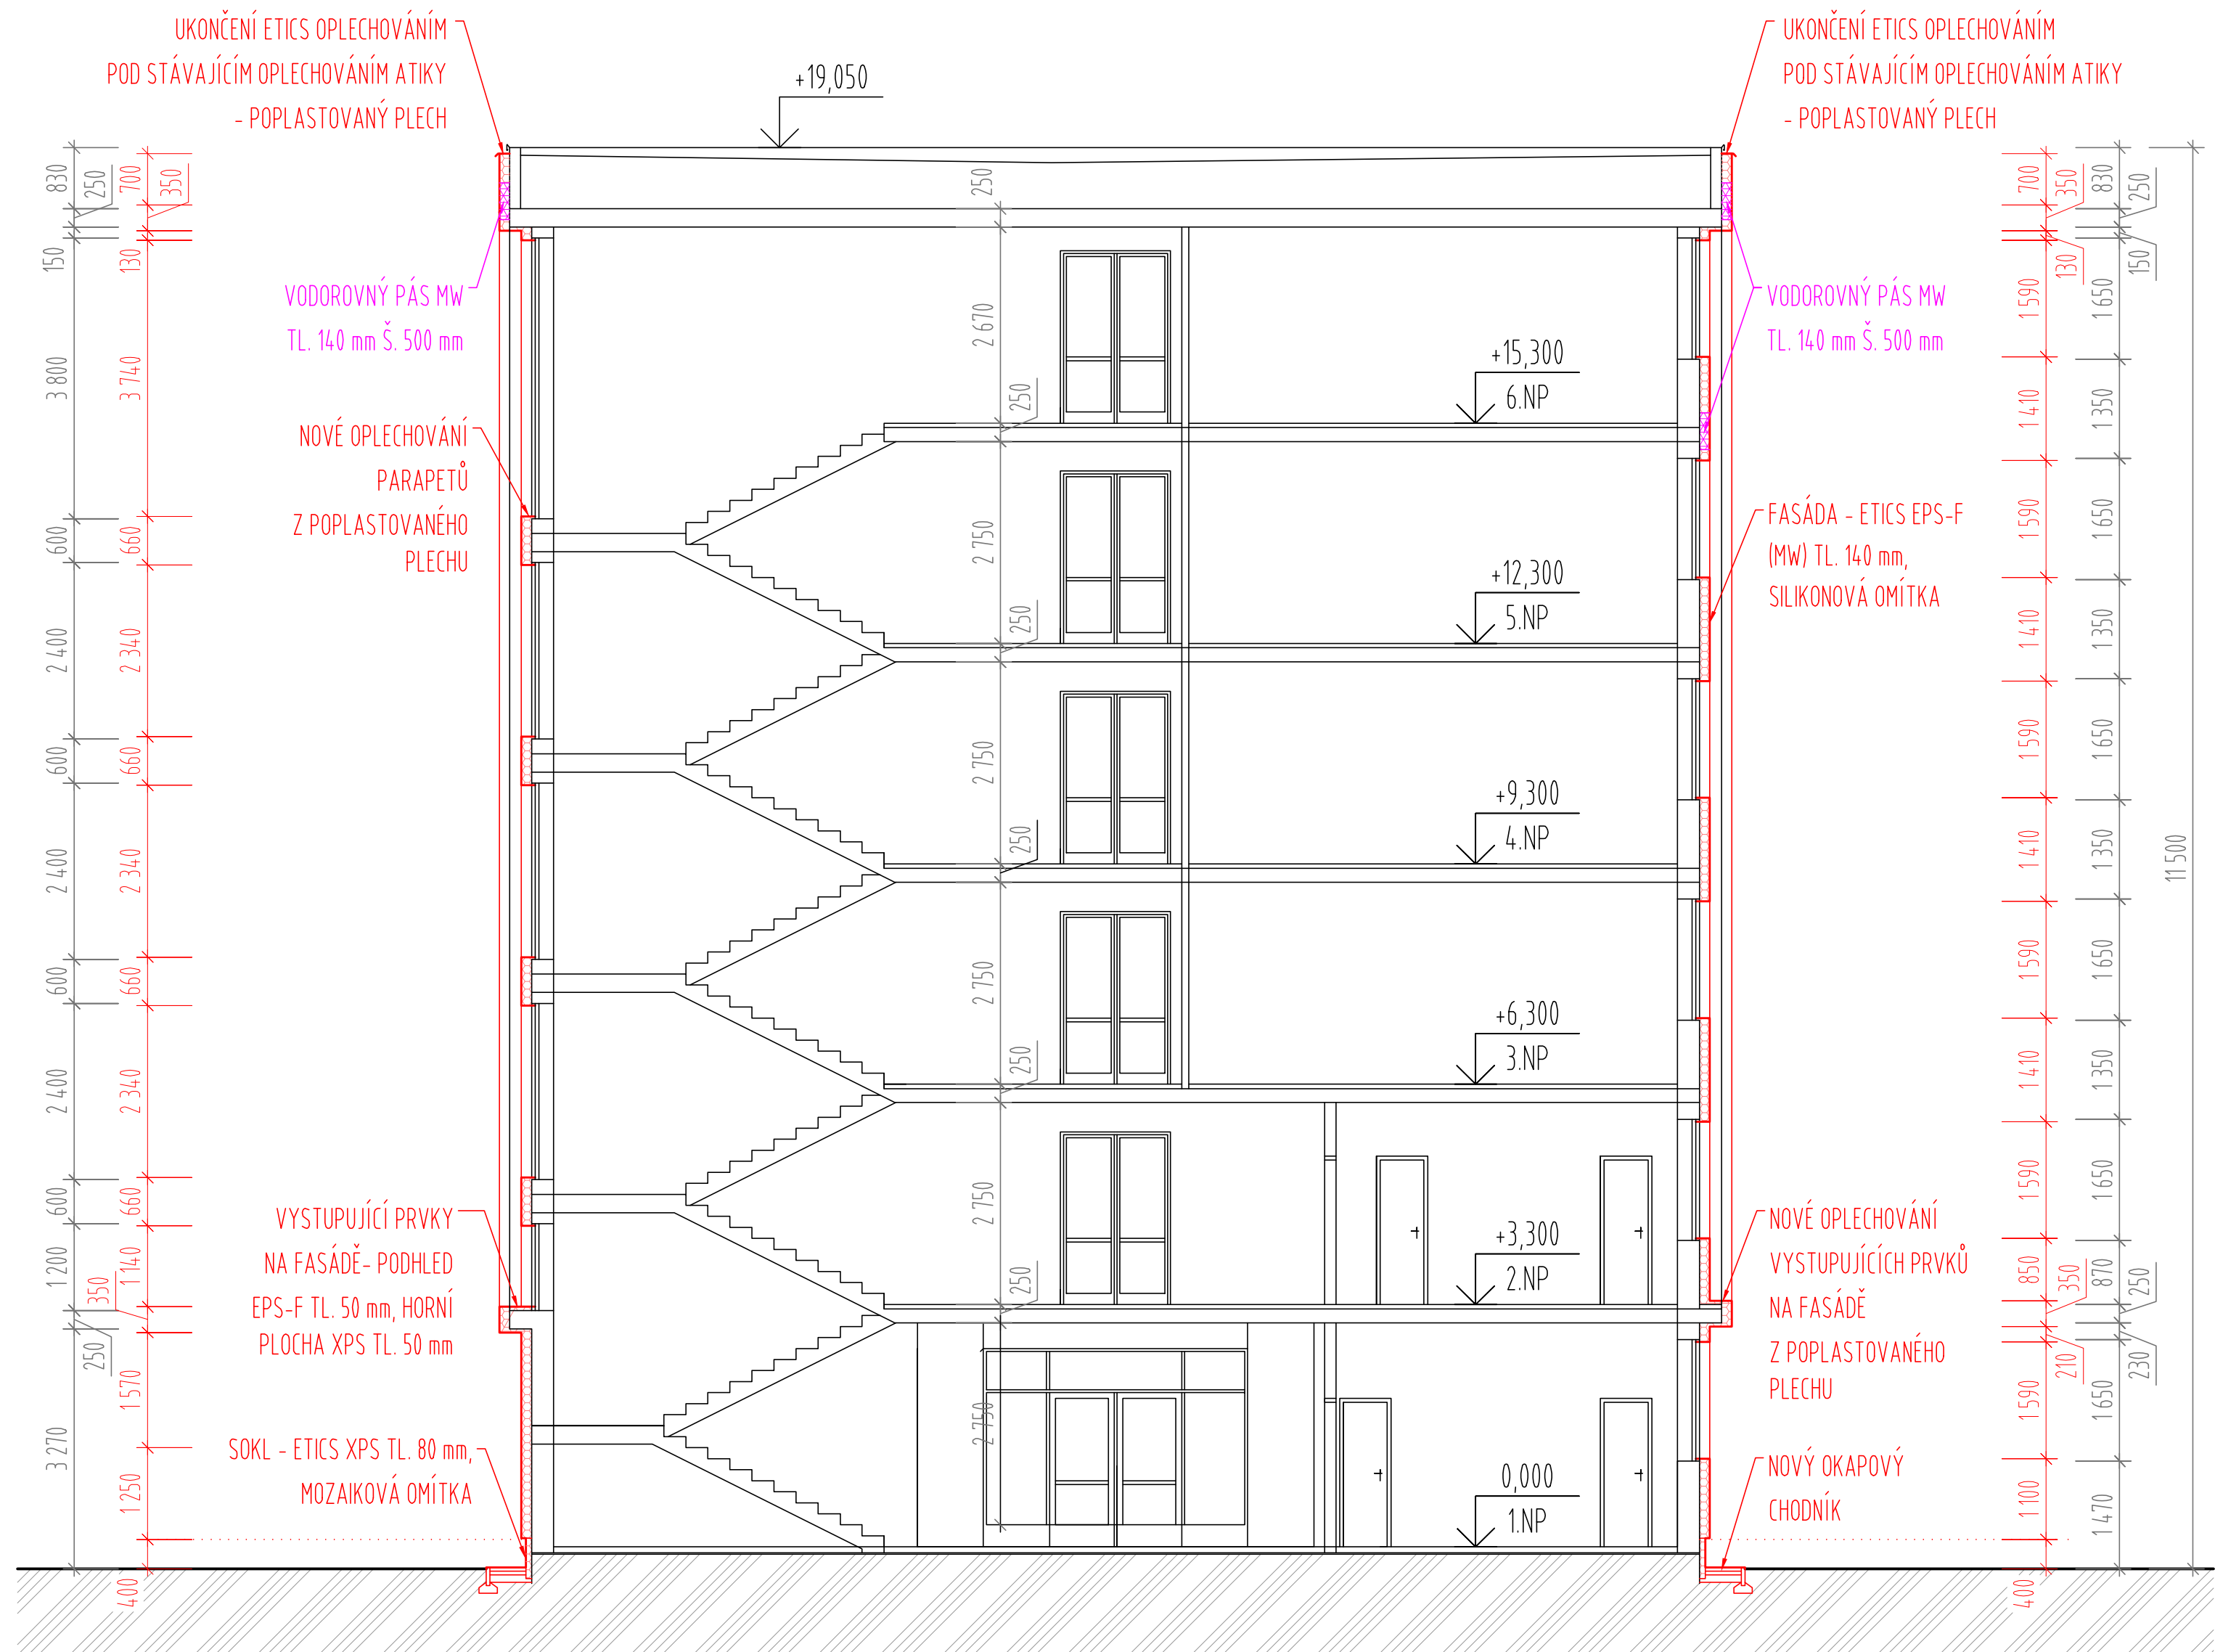 UKONČENÍ ETICS OPLECHOVÁNÍM
POD STÁVAJÍCÍM OPLECHOVÁNÍM ATIKY
- POPLASTOVANÝ PLECH
+19,050
UKONČENÍ ETICS OPLECHOVÁNÍM
POD STÁVAJÍCÍM OPLECHOVÁNÍM ATIKY
- POPLASTOVANÝ PLECH
830
250
150
3 800
600
2 400
600
2 400
600
2 400
600
1 200
250
3 270
700
350
130
3 740
660
2 340
660
2 340
660
2 340
660
1 140
350
1 570
1 250
400
VODOROVNÝ PÁS MW
TL. 140 mm Š. 500 mm
NOVÉ OPLECHOVÁNÍ
PARAPETŮ
Z POPLASTOVANÉHO
PLECHU
VYSTUPUJÍCÍ PRVKY
NA FASÁDĚ- PODHLED
EPS-F TL. 50 mm, HORNÍ
PLOCHA XPS TL. 50 mm
SOKL - ETICS XPS TL. 80 mm,
MOZAIKOVÁ OMÍTKA
250
2 670
250
2 750
250
2 750
250
2 750
250
2 750
250
2 750
+15,300
6.NP
+12,300
5.NP
+9,300
4.NP
+6,300
3.NP
+3,300
2.NP
0,000
1.NP
VODOROVNÝ PÁS MW
TL. 140 mm Š. 500 mm
FASÁDA - ETICS EPS-F
(MW) TL. 140 mm,
SILIKONOVÁ OMÍTKA
NOVÉ OPLECHOVÁNÍ
VYSTUPUJÍCÍCH PRVKŮ
NA FASÁDĚ
Z POPLASTOVANÉHO
PLECHU
NOVÝ OKAPOVÝ
CHODNÍK
700
350
130
1 590
1 410
1 590
1 410
1 590
1 410
1 590
1 410
1 590
850
350
210
1 590
1 100
400
830
250
150
1 650
1 350
1 650
1 350
1 650
1 350
1 650
1 350
1 650
870
250
230
1 650
1 470
11 500